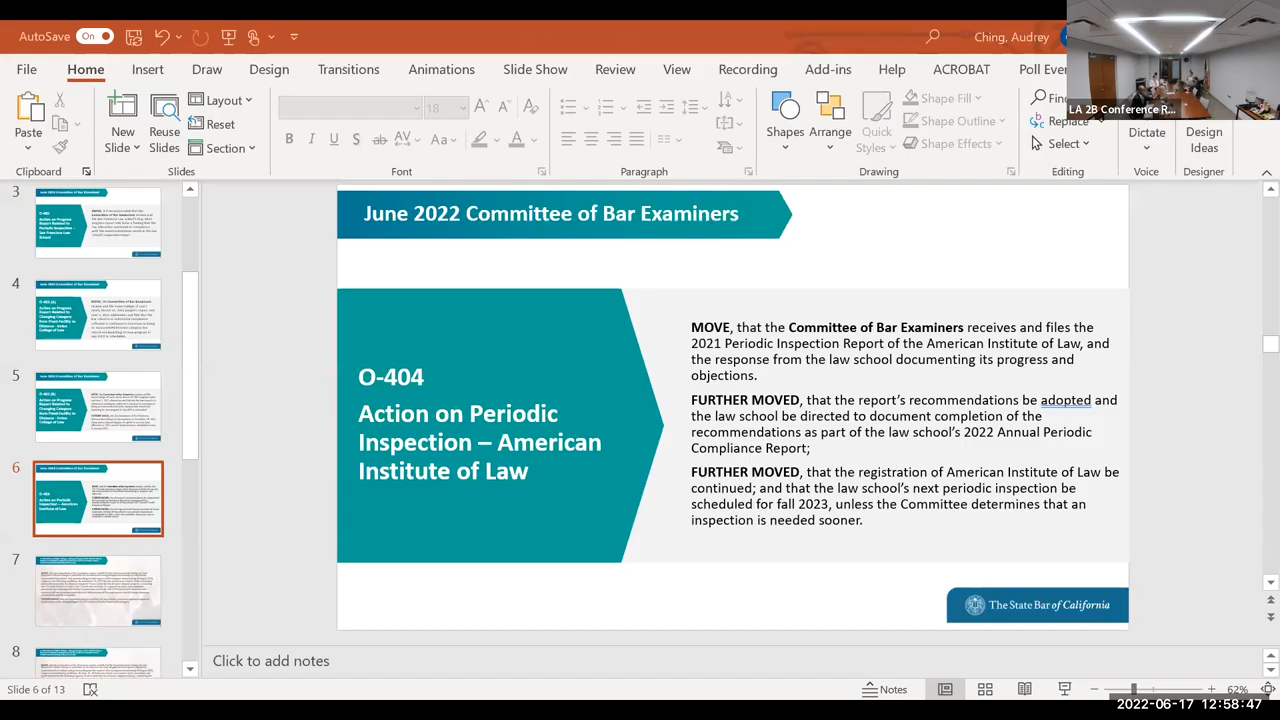 AutoSave On
Ching, Audrey
File Home Insert Draw Design Transitions Animations Slide Show Review View Recording Add-ins Help ACROBAT Poll Ever
LA 2B Conference R...
Paste
New Slide
Reuse Slides
Layout
Reset
Section
18
Shapes
Arrange
Quick Styles
Shape Fill
Shape Outline
Shape Effects
Replace
Select
Dictate
Design Ideas
Clipboard Slides Font Paragraph Drawing Editing Voice Designer
3
4
5
6
7
8
June 2022 Committee of Bar Examiners
O-404
Action on Periodic
Inspection – American
Institute of Law
MOVE, that the Committee of Bar Examiners receives and files the
2021 Periodic Inspection Report of the American Institute of Law, and
the response from the law school documenting its progress and
objections.
FURTHER MOVED, that the report's recommendations be adopted and
the law school be directed to document completion of the
recommendations as part of the law school's 2022 Annual Periodic
Compliance Report;
FURTHER MOVED, that the registration of American Institute of Law be
continued; and that the law school's next periodic inspection be
scheduled for fall 2023, unless the Committee determines that an
inspection is needed sooner.
The State Bar of California
Click to add notes
Slide 6 of 13
Notes
62%
2022-06-17 12:58:47